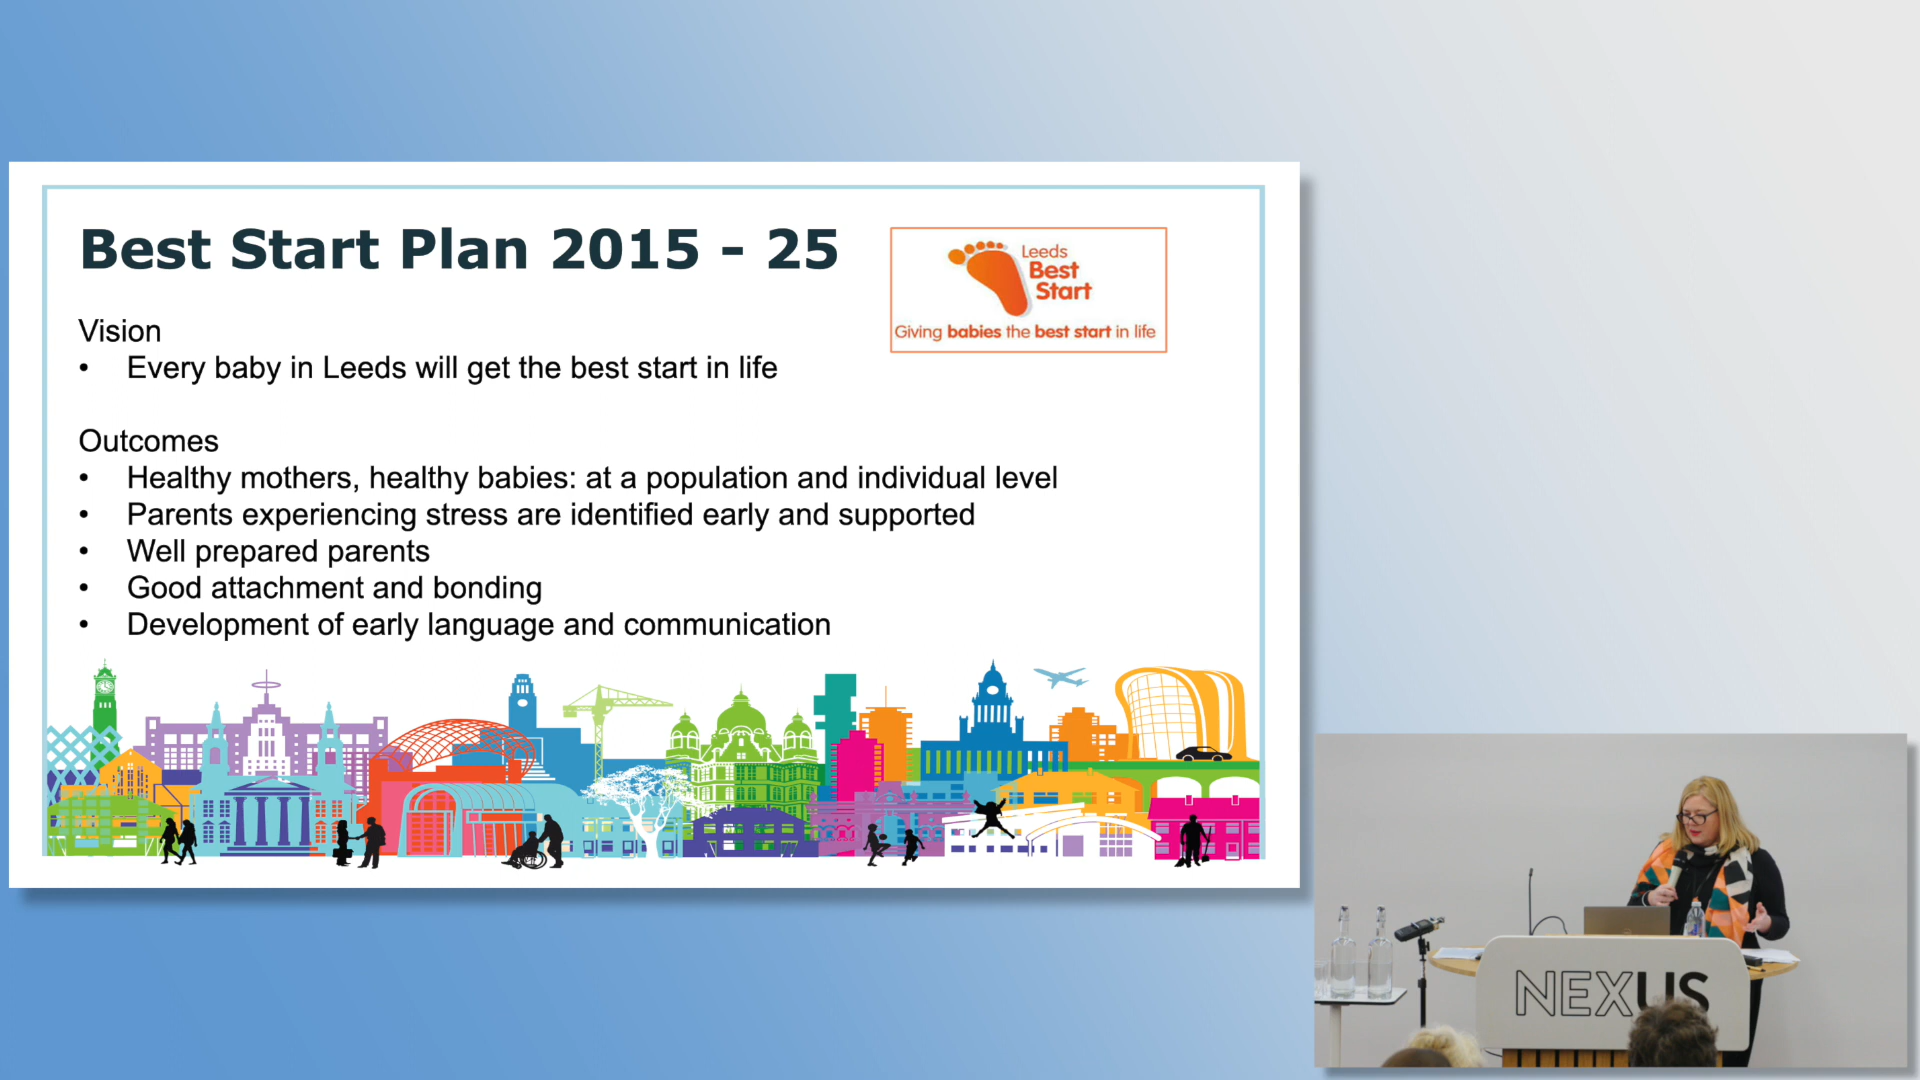 Best Start Plan 2015 - 25
Leeds
Best
Start
Giving babies the best start in life
Vision
• Every baby in Leeds will get the best start in life
Outcomes
• Healthy mothers, healthy babies: at a population and individual level
• Parents experiencing stress are identified early and supported
• Well prepared parents
• Good attachment and bonding
• Development of early language and communication
NEXUS